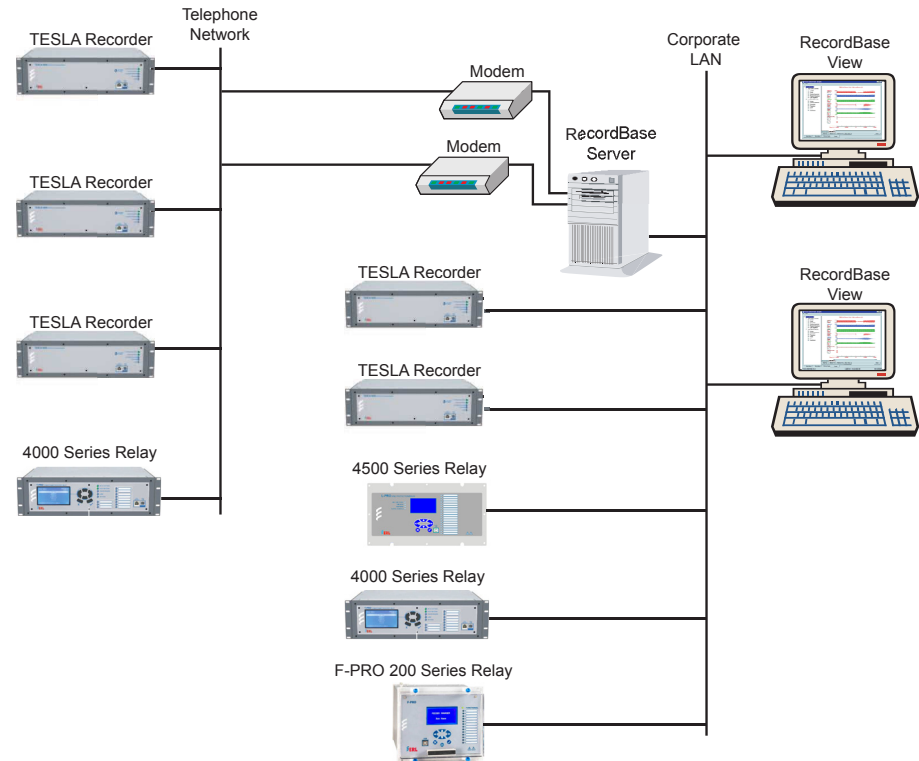 Telephone
Network
TESLA Recorder
Corporate
LAN
RecordBase
View
Modem
Modem
RecordBase
Server
TESLA Recorder
TESLA Recorder
RecordBase
View
TESLA Recorder
TESLA Recorder
4000 Series Relay
4500 Series Relay
4000 Series Relay
F-PRO 200 Series Relay